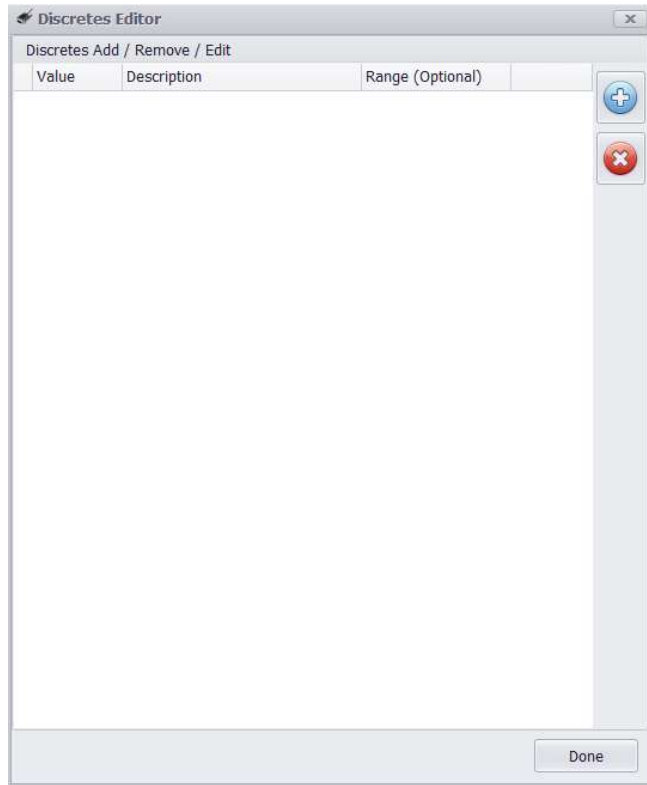 Discretes Editor
Discretes Add / Remove / Edit
Value Description Range (Optional)
Done